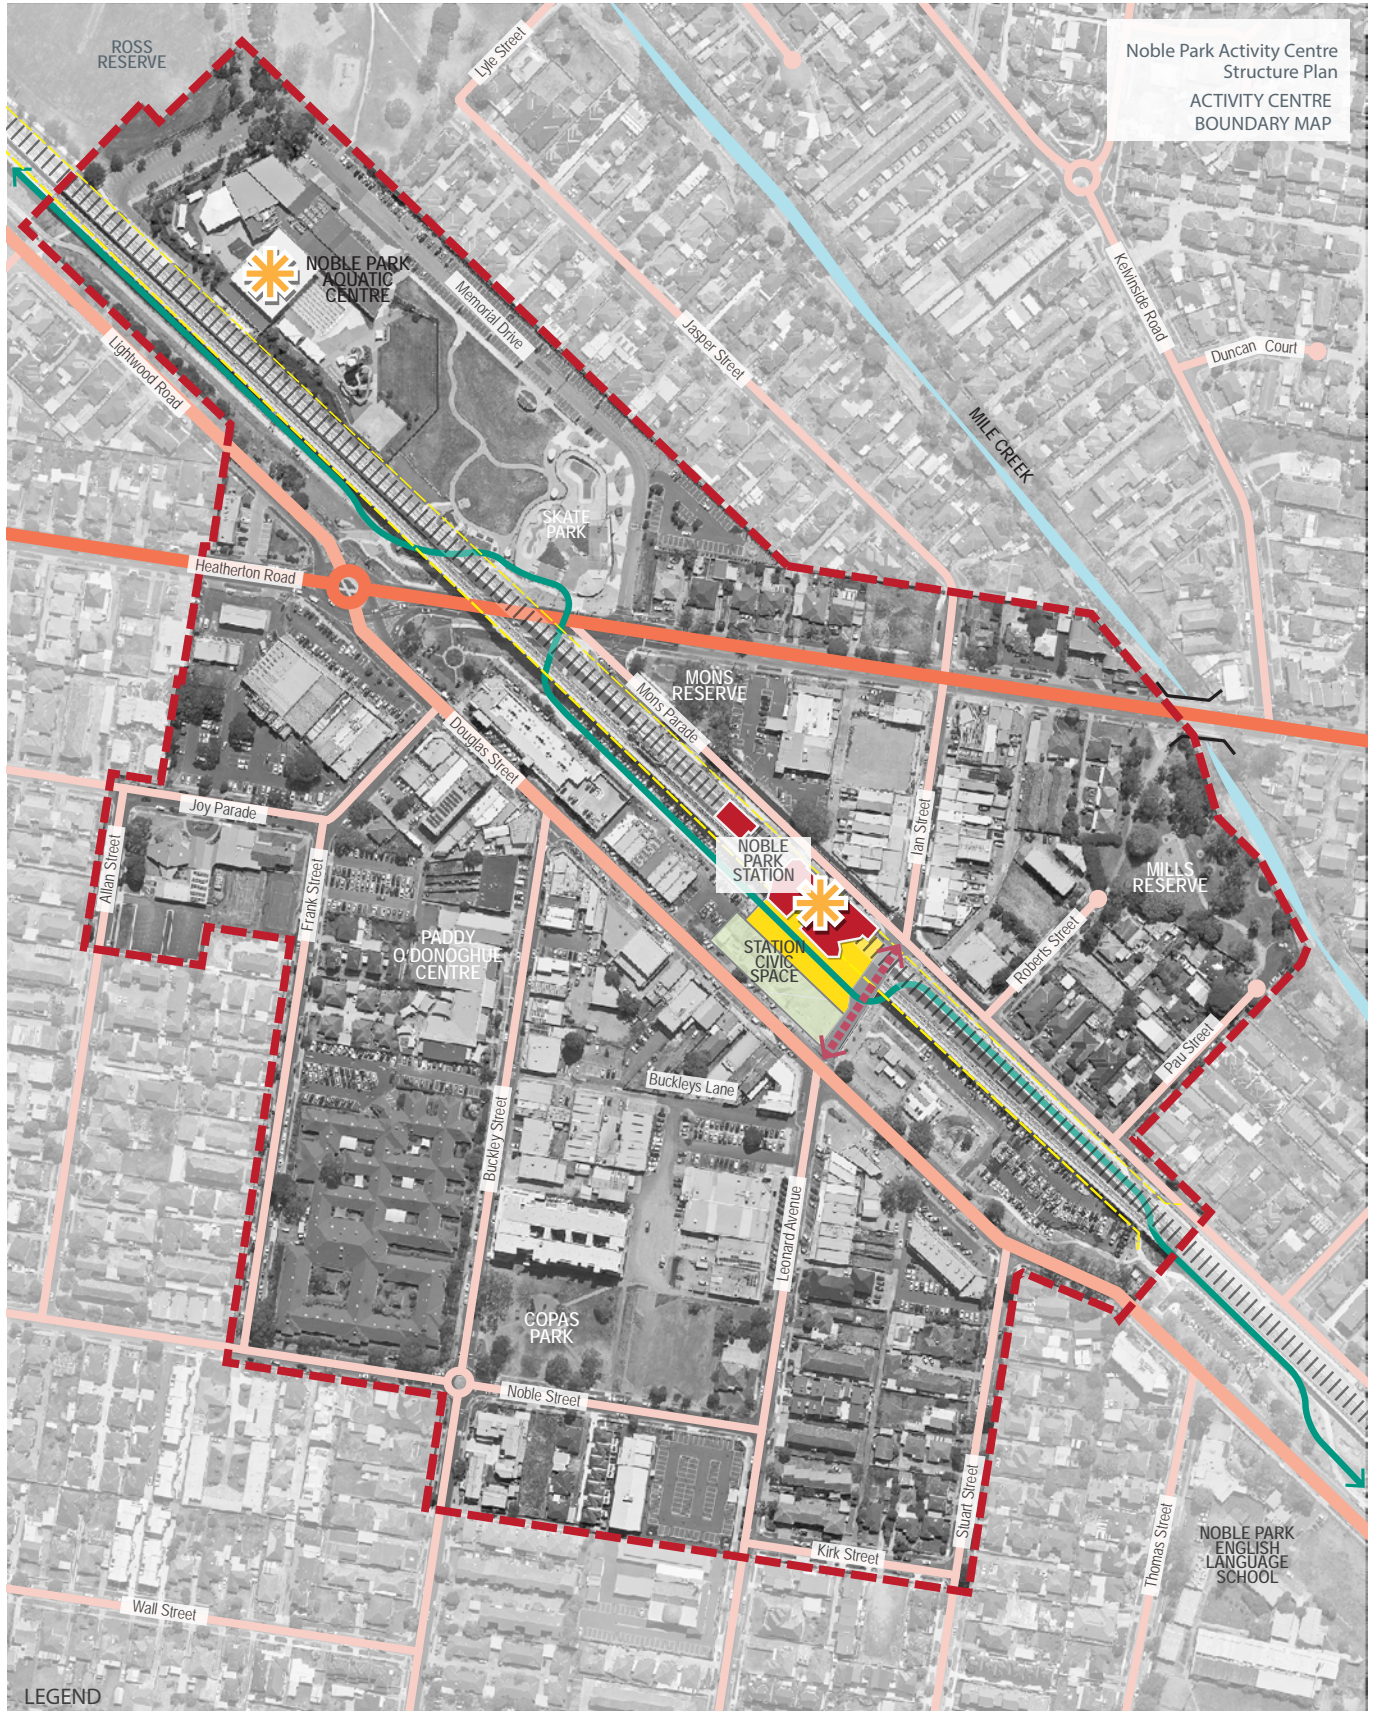 Noble Park Activity Centre
Structure Plan
ACTIVITY CENTRE
BOUNDARY MAP
ROSS
RESERVE
Lyle Street
NOBLE PARK
AQUATIC
CENTRE
Memorial Drive
Kelvinside Road
Jasper Street
Duncan Court
Lightwood Road
MILE CREEK
SKATE
PARK
Heatherton Road
MONS
RESERVE
Mons Parade
Douglas Street
Joy Parade
Ian Street
Allan Street
Frank Street
NOBLE
PARK
STATION
MILLS
RESERVE
PADDY
O'DONOGHUE
CENTRE
STATION
CIVIC
SPACE
Roberts Street
Pau Street
Buckleys Lane
Buckley Street
Leonard Avenue
COPAS
PARK
Noble Street
Stuart Street
Kirk Street
Thomas Street
NOBLE PARK
ENGLISH
LANGUAGE
SCHOOL
Wall Street
LEGEND